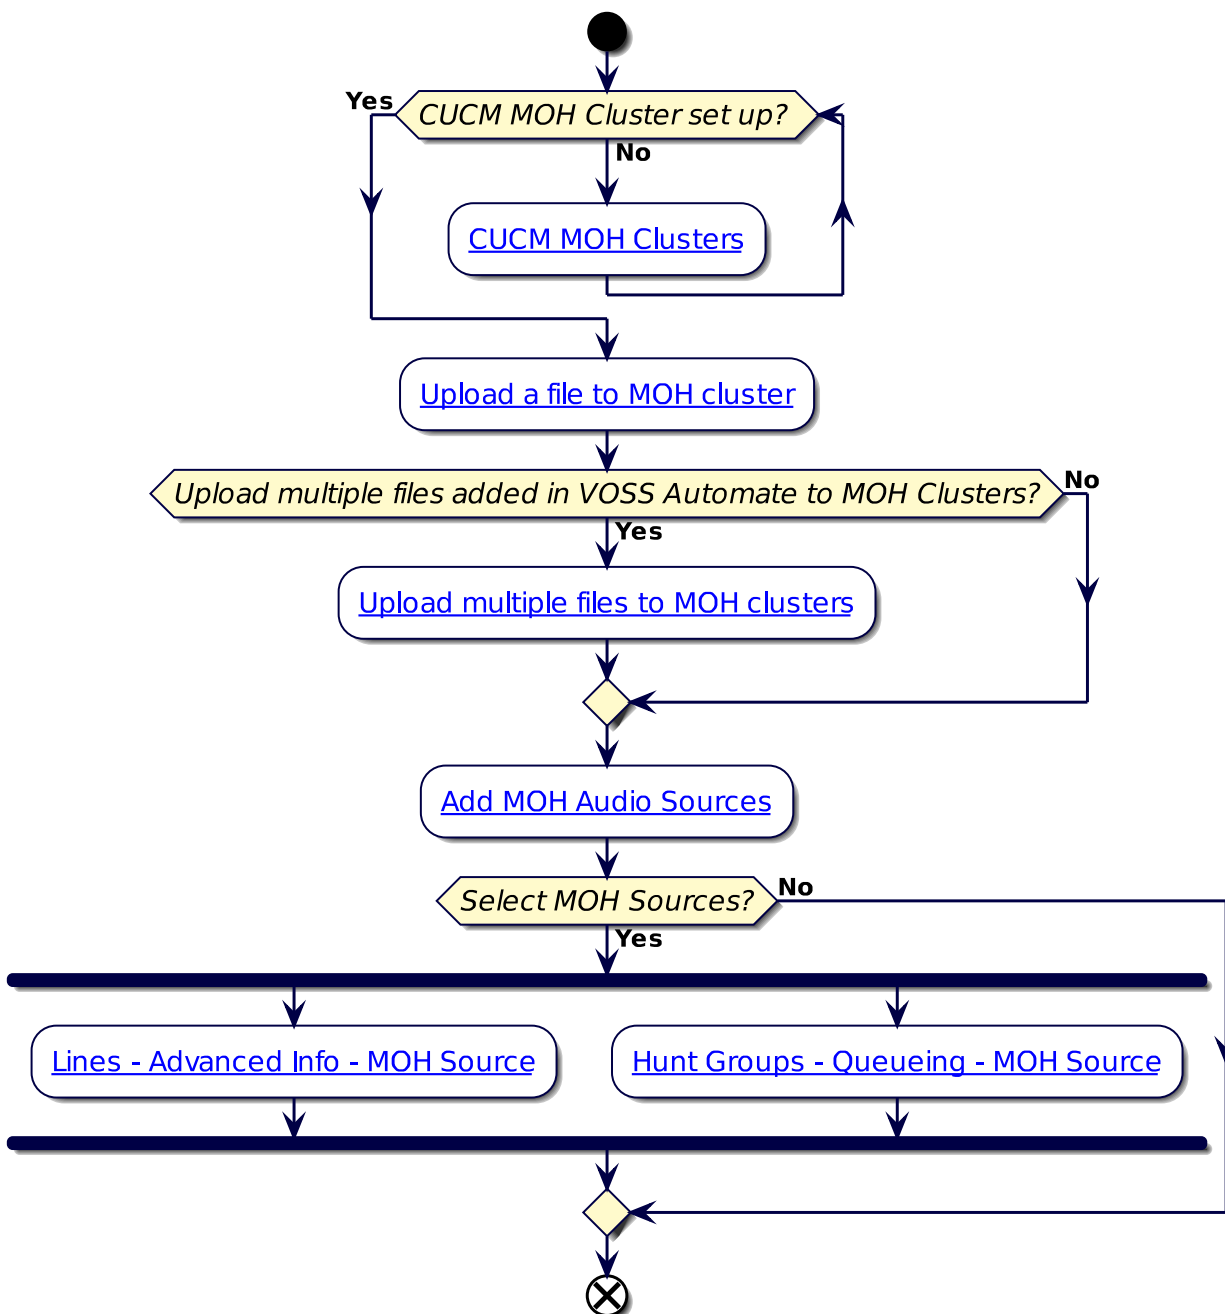 CUCM MOH Cluster set up?
Yes
No
CUCM MOH Clusters
Upload a file to MOH cluster
Upload multiple files added in VOSS Automate to MOH Clusters?
No
Yes
Upload multiple files to MOH clusters
Add MOH Audio Sources
Select MOH Sources?
No
Yes
Lines - Advanced Info - MOH Source
Hunt Groups - Queueing - MOH Source